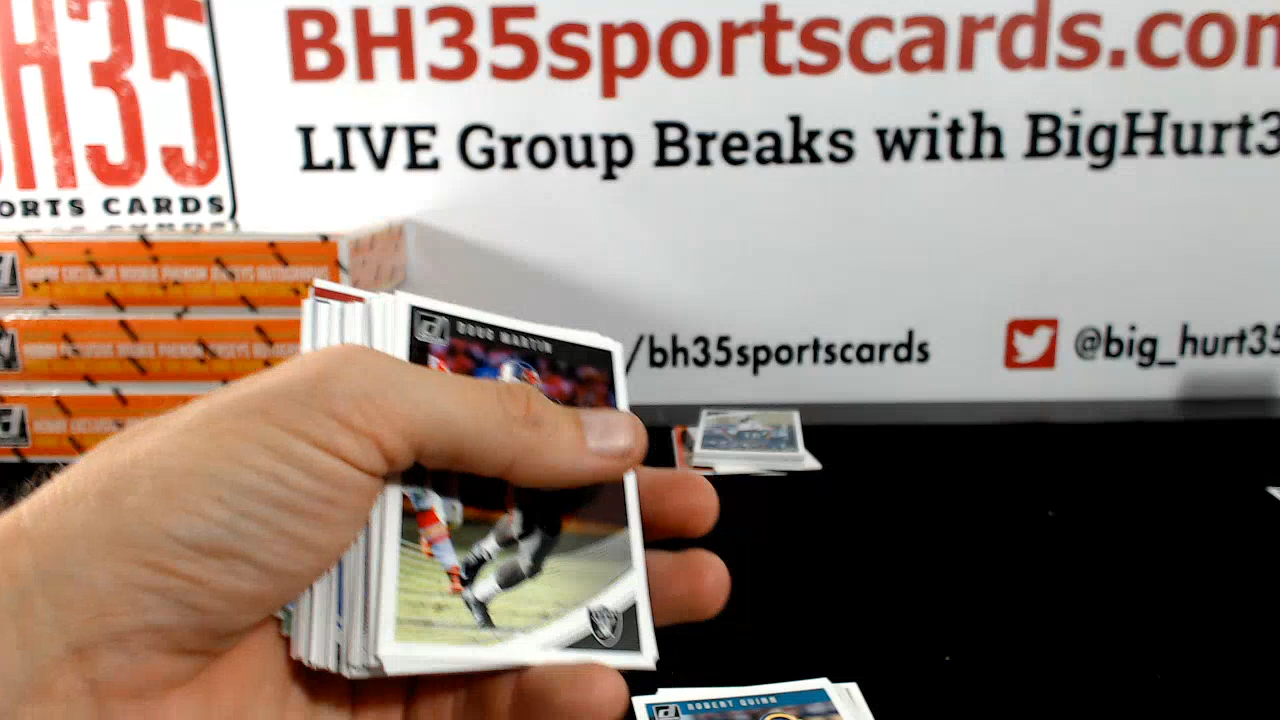 BH35sportscards.com
LIVE Group Breaks with BigHurt3
H35
ORTS CARDS
/bh35sportscards
@big_hurt35
DOUG MARTIN
ROBERT QUINN